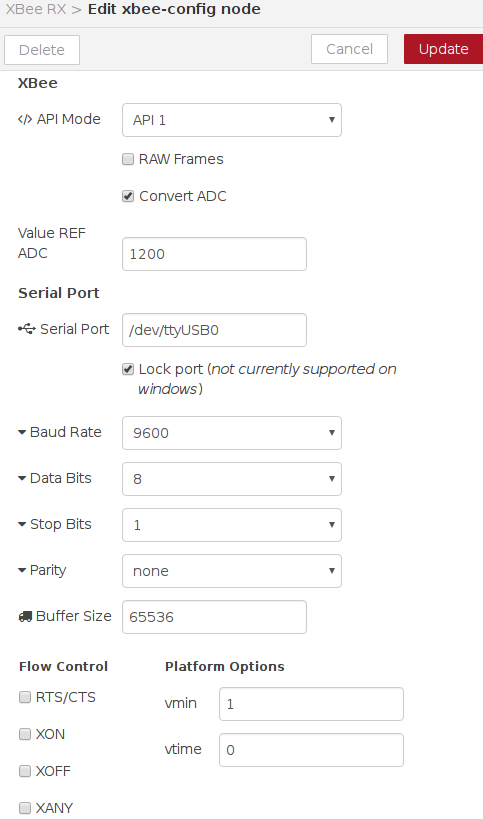 XBee RX > Edit xbee-config node
Delete Cancel Update
XBee
</> API Mode API 1
RAW Frames
Convert ADC
Value REF
ADC
1200
Serial Port
Serial Port /dev/ttyUSB0
Lock port (not currently supported on
windows)
Baud Rate 9600
Data Bits 8
Stop Bits 1
Parity none
Buffer Size 65536
Flow Control Platform Options
RTS/CTS vmin 1
XON vtime 0
XOFF
XANY